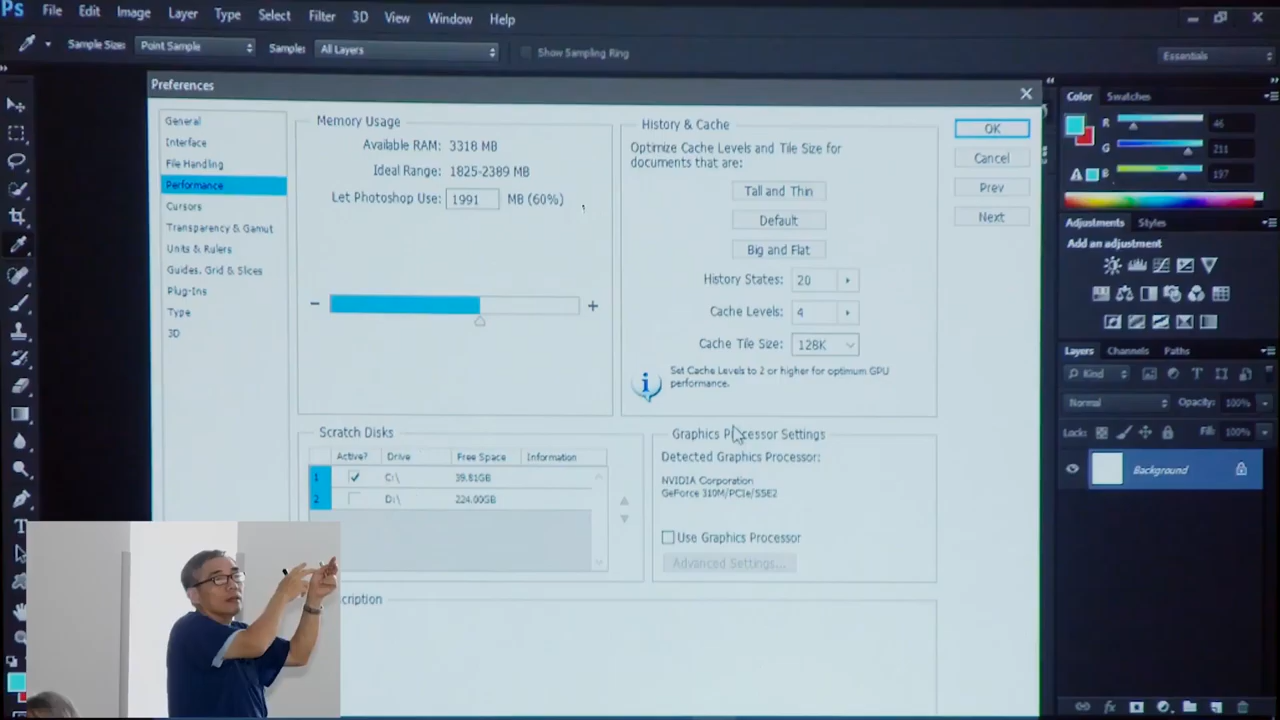 Ps File Edit Image Layer Type Select Filter 3D View Window Help
Sample Size: Point Sample Sample: All Layers Show Sampling Ring Essentials
Preferences
General
Interface
File Handling
Performance
Cursors
Transparency & Gamut
Units & Rulers
Guides, Grid & Slices
Plug-Ins
Type
3D
Memory Usage
Available RAM: 3318 MB
Ideal Range: 1825-2389 MB
Let Photoshop Use: 1991 MB (60%)
− +
History & Cache
Optimize Cache Levels and Tile Size for
documents that are:
Tall and Thin
Default
Big and Flat
History States: 20
Cache Levels: 4
Cache Tile Size: 128K
Set Cache Levels to 2 or higher for optimum GPU
performance.
OK
Cancel
Prev
Next
Scratch Disks
Active? Drive Free Space Information
1 C:\ 39.81GB
2 D:\ 224.00GB
Graphics Processor Settings
Detected Graphics Processor:
NVIDIA Corporation
GeForce 310M/PCIe/SSE2
Use Graphics Processor
Advanced Settings...
cription
Color Swatches
R 46
G 211
B 197
Adjustments Styles
Add an adjustment
Layers Channels Paths
Kind
Normal Opacity: 100%
Lock: Fill: 100%
Background
fx